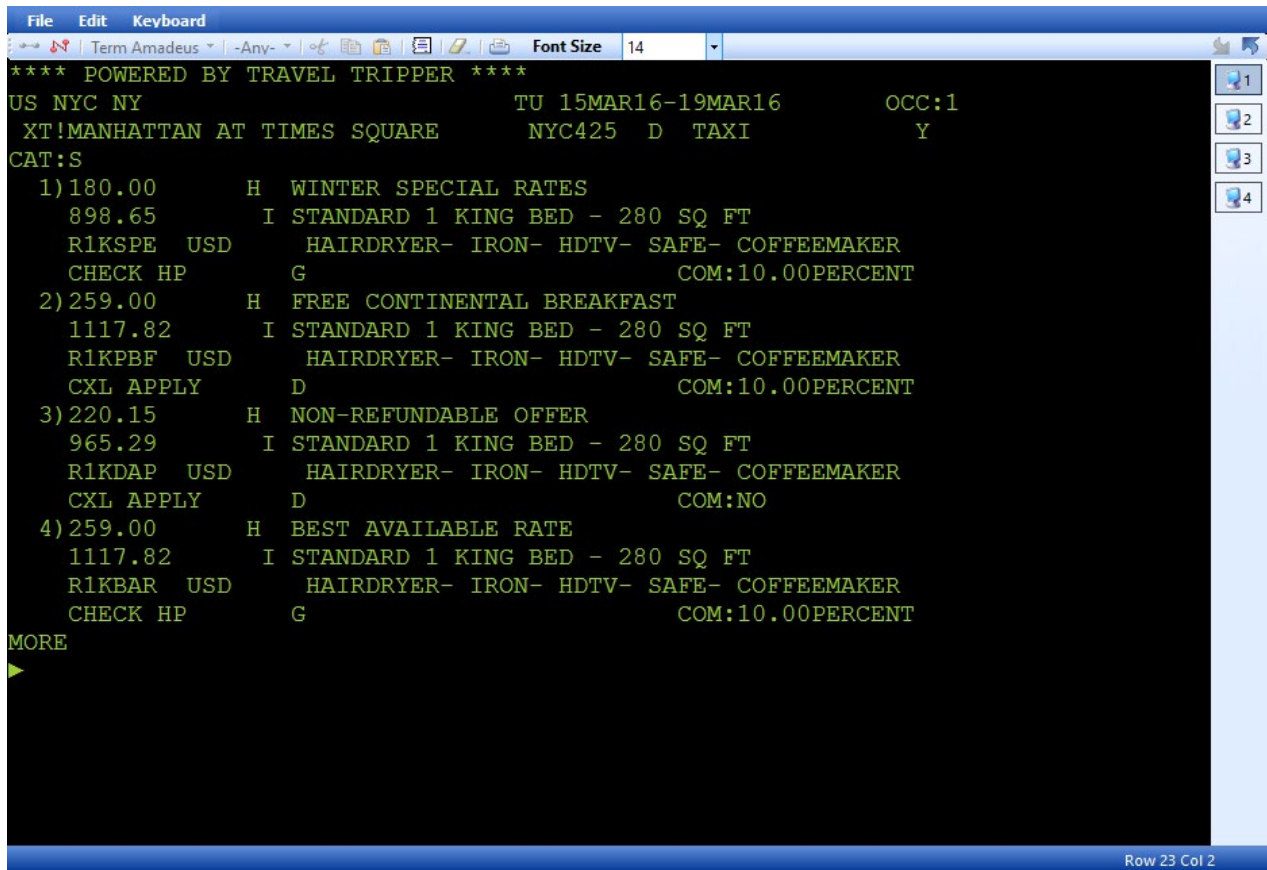 File Edit Keyboard
Term Amadeus -Any- Font Size 14
**** POWERED BY TRAVEL TRIPPER ****
US NYC NY TU 15MAR16-19MAR16 OCC:1
XT!MANHATTAN AT TIMES SQUARE NYC425 D TAXI Y
CAT:S
1)180.00 H WINTER SPECIAL RATES
898.65 I STANDARD 1 KING BED - 280 SQ FT
R1KSPE USD HAIRDRYER- IRON- HDTV- SAFE- COFFEEMAKER
CHECK HP G COM:10.00PERCENT
2)259.00 H FREE CONTINENTAL BREAKFAST
1117.82 I STANDARD 1 KING BED - 280 SQ FT
R1KPBF USD HAIRDRYER- IRON- HDTV- SAFE- COFFEEMAKER
CXL APPLY D COM:10.00PERCENT
3)220.15 H NON-REFUNDABLE OFFER
965.29 I STANDARD 1 KING BED - 280 SQ FT
R1KDAP USD HAIRDRYER- IRON- HDTV- SAFE- COFFEEMAKER
CXL APPLY D COM:NO
4)259.00 H BEST AVAILABLE RATE
1117.82 I STANDARD 1 KING BED - 280 SQ FT
R1KBAR USD HAIRDRYER- IRON- HDTV- SAFE- COFFEEMAKER
CHECK HP G COM:10.00PERCENT
MORE
1
2
3
4
Row 23 Col 2